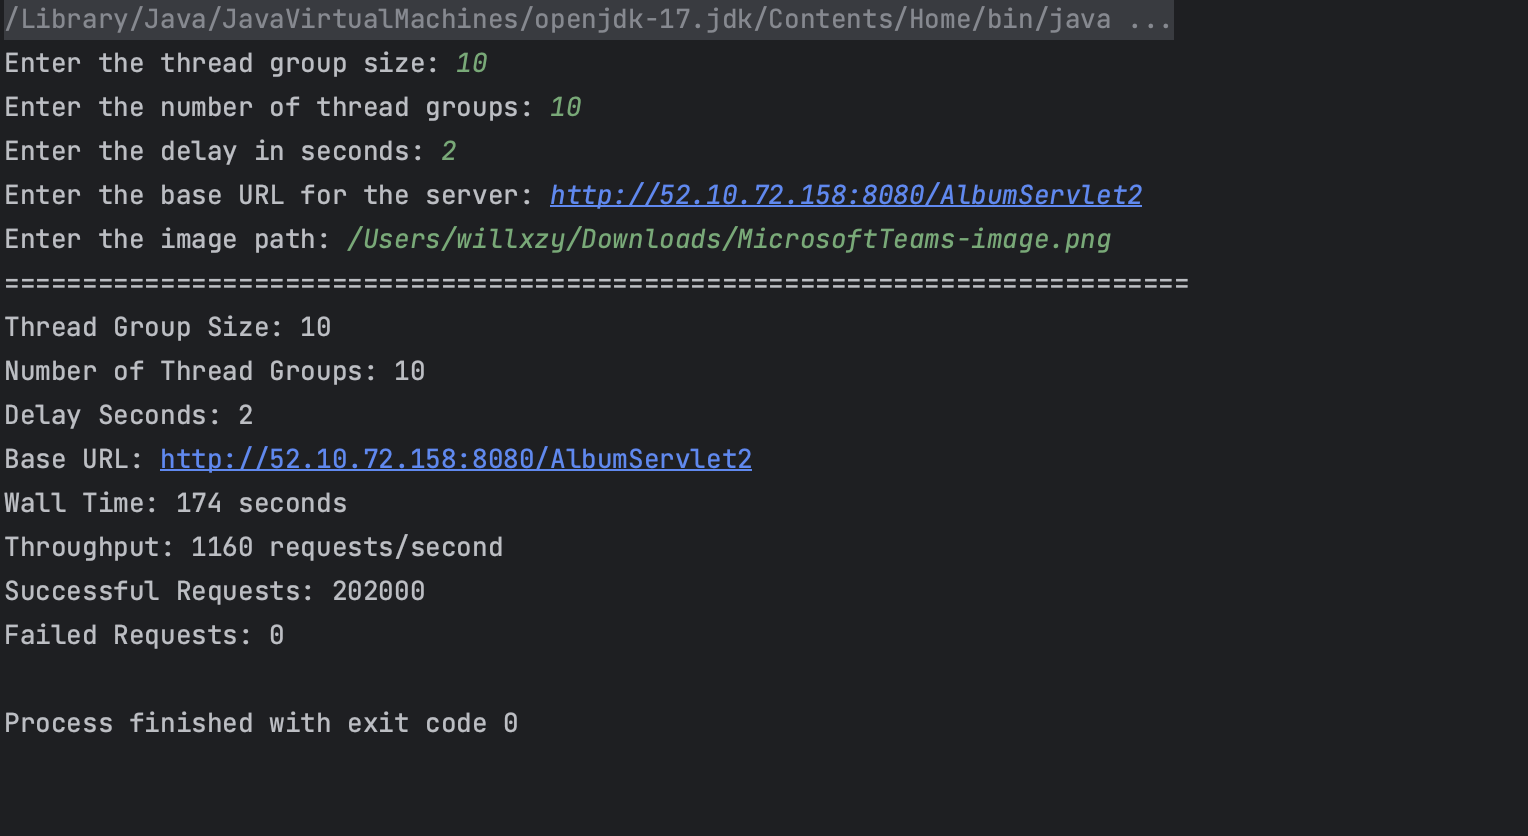 /Library/Java/JavaVirtualMachines/openjdk-17.jdk/Contents/Home/bin/java ...
Enter the thread group size: 10
Enter the number of thread groups: 10
Enter the delay in seconds: 2
Enter the base URL for the server: http://52.10.72.158:8080/AlbumServlet2
Enter the image path: /Users/willxzy/Downloads/MicrosoftTeams-image.png
============================================================================
Thread Group Size: 10
Number of Thread Groups: 10
Delay Seconds: 2
Base URL: http://52.10.72.158:8080/AlbumServlet2
Wall Time: 174 seconds
Throughput: 1160 requests/second
Successful Requests: 202000
Failed Requests: 0
Process finished with exit code 0